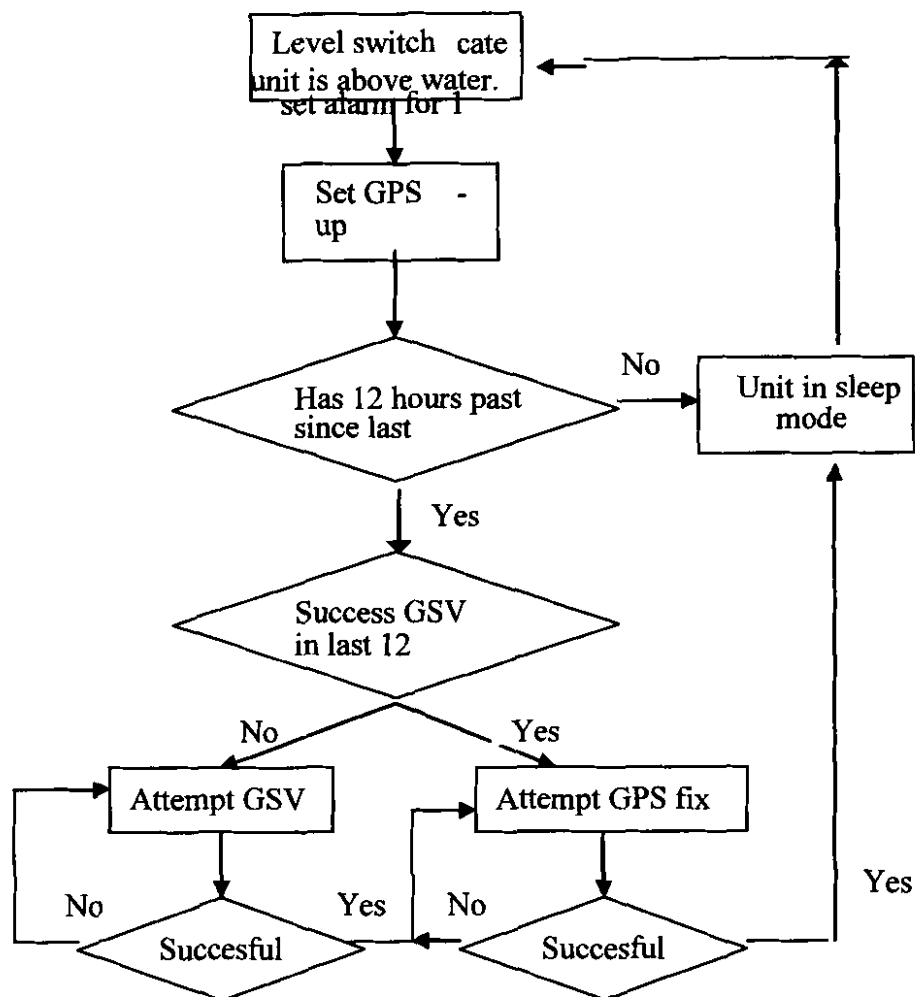 Level switch cate
unit is above water.
set alarm for 1
Set GPS -
up
No
Has 12 hours past
since last
Unit in sleep
mode
Yes
Success GSV
in last 12
No
Yes
Attempt GSV
Attempt GPS fix
No
Yes
No
Yes
Succesful
Succesful